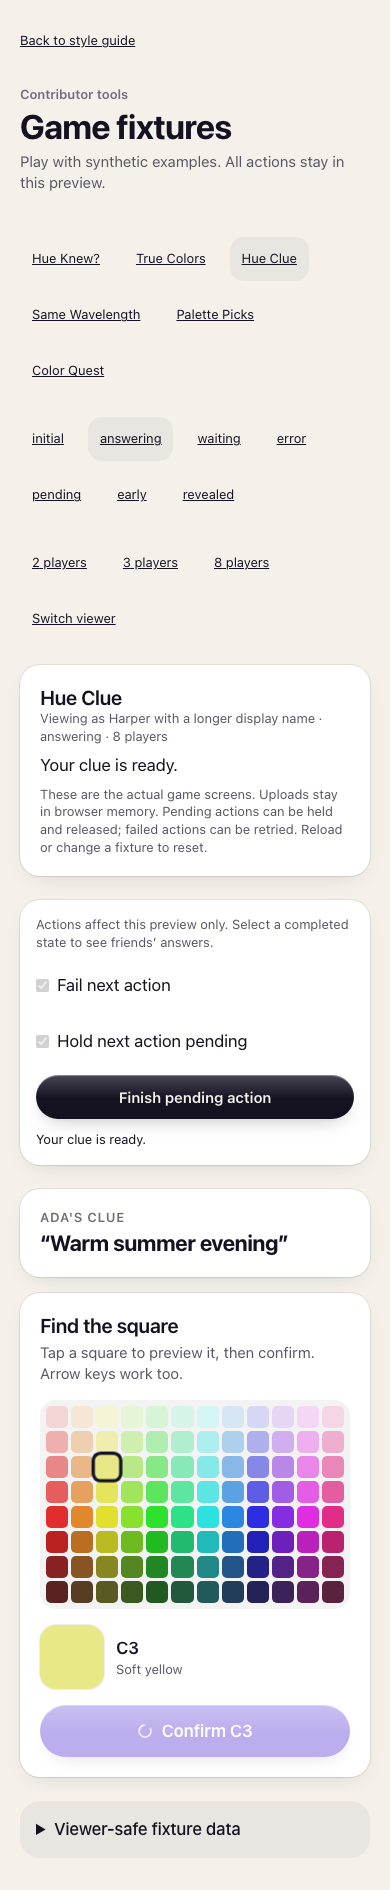 Back to style guide
Contributor tools
Game fixtures
Play with synthetic examples. All actions stay in
this preview.
Hue Knew? True Colors Hue Clue
Same Wavelength Palette Picks
Color Quest
initial answering waiting error
pending early revealed
2 players 3 players 8 players
Switch viewer
Hue Clue
Viewing as Harper with a longer display name ·
answering · 8 players
Your clue is ready.
These are the actual game screens. Uploads stay
in browser memory. Pending actions can be held
and released; failed actions can be retried. Reload
or change a fixture to reset.
Actions affect this preview only. Select a completed
state to see friends’ answers.
Fail next action
Hold next action pending
Finish pending action
Your clue is ready.
ADA'S CLUE
“Warm summer evening”
Find the square
Tap a square to preview it, then confirm.
Arrow keys work too.
C3
Soft yellow
Confirm C3
Viewer-safe fixture data